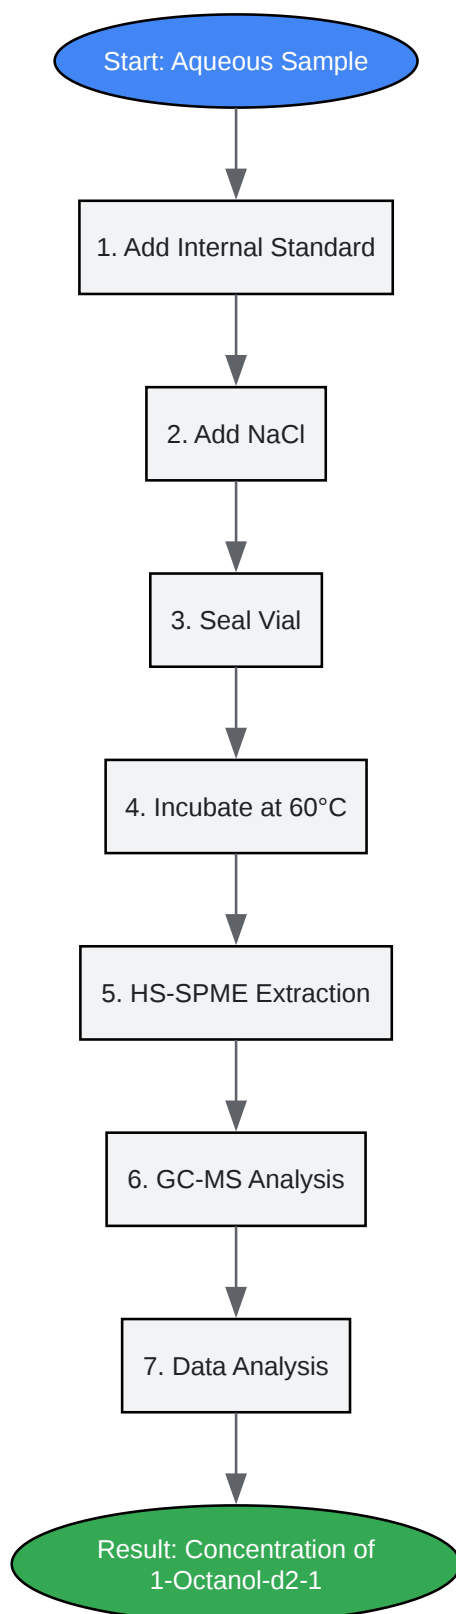 Start: Aqueous Sample
1. Add Internal Standard
2. Add NaCl
3. Seal Vial
4. Incubate at 60°C
5. HS-SPME Extraction
6. GC-MS Analysis
7. Data Analysis
Result: Concentration of
1-Octanol-d2-1